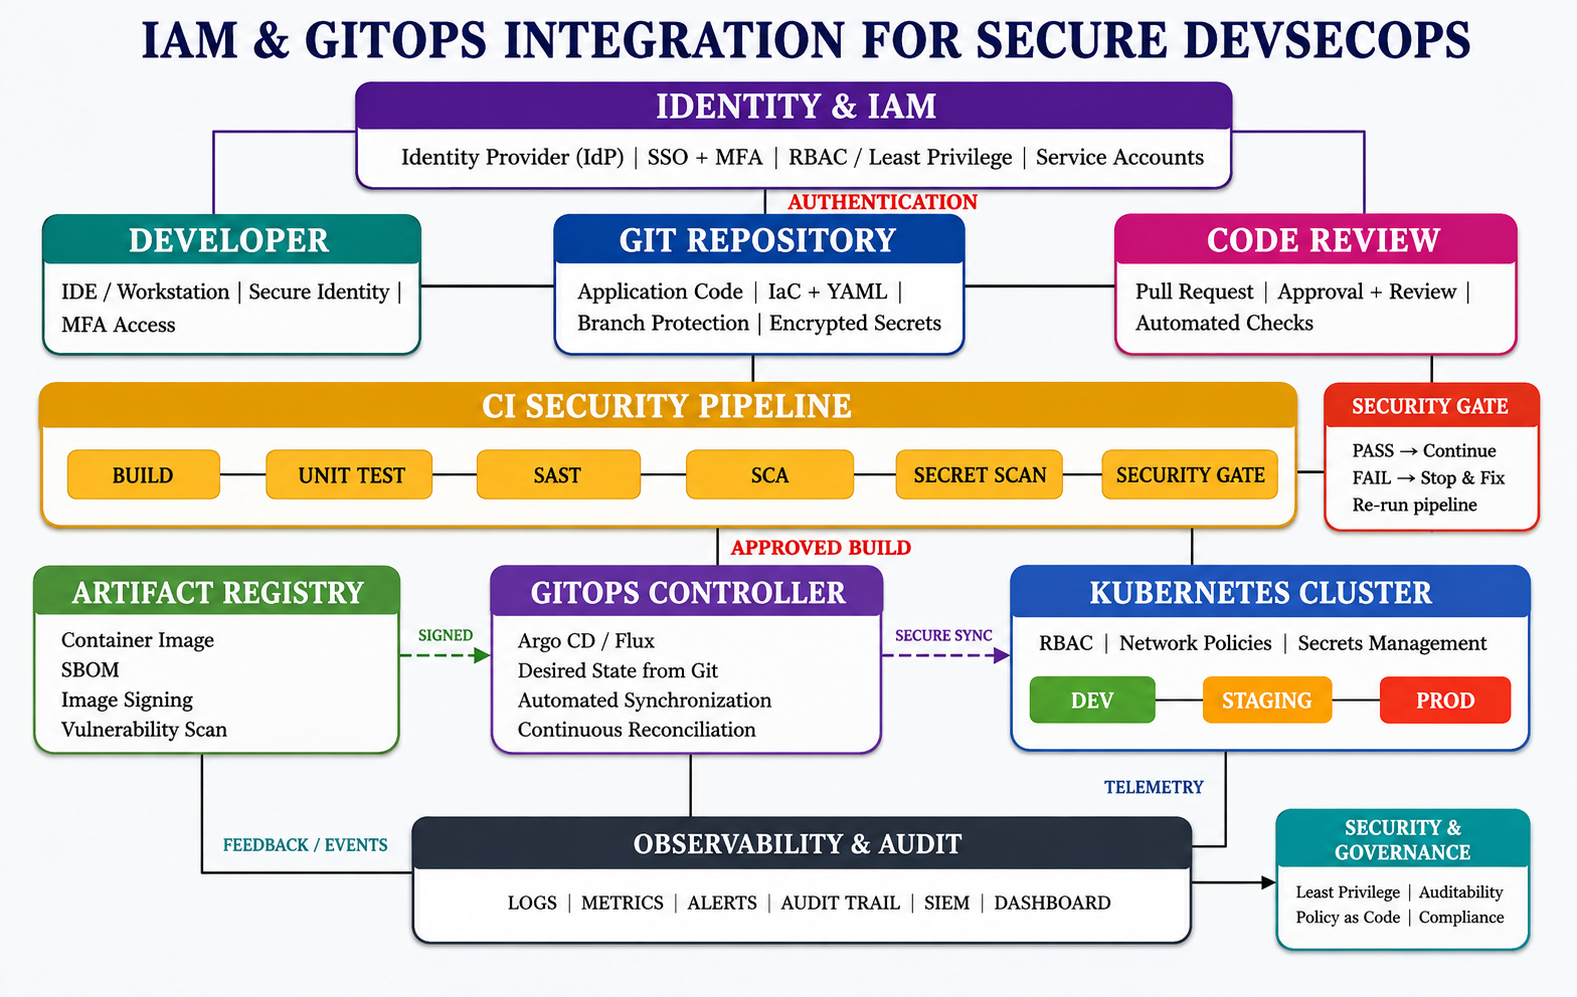 IAM & GITOPS INTEGRATION FOR SECURE DEVSECOPS
IDENTITY & IAM
Identity Provider (IdP) | SSO + MFA | RBAC / Least Privilege | Service Accounts
AUTHENTICATION
DEVELOPER
IDE / Workstation | Secure Identity |
MFA Access
GIT REPOSITORY
Application Code | IaC + YAML |
Branch Protection | Encrypted Secrets
CODE REVIEW
Pull Request | Approval + Review |
Automated Checks
CI SECURITY PIPELINE
BUILD
UNIT TEST
SAST
SCA
SECRET SCAN
SECURITY GATE
SECURITY GATE
PASS → Continue
FAIL → Stop & Fix
Re-run pipeline
APPROVED BUILD
ARTIFACT REGISTRY
Container Image
SBOM
Image Signing
Vulnerability Scan
SIGNED
GITOPS CONTROLLER
Argo CD / Flux
Desired State from Git
Automated Synchronization
Continuous Reconciliation
SECURE SYNC
KUBERNETES CLUSTER
RBAC | Network Policies | Secrets Management
DEV
STAGING
PROD
TELEMETRY
FEEDBACK / EVENTS
OBSERVABILITY & AUDIT
LOGS | METRICS | ALERTS | AUDIT TRAIL | SIEM | DASHBOARD
SECURITY &
GOVERNANCE
Least Privilege | Auditability
Policy as Code | Compliance